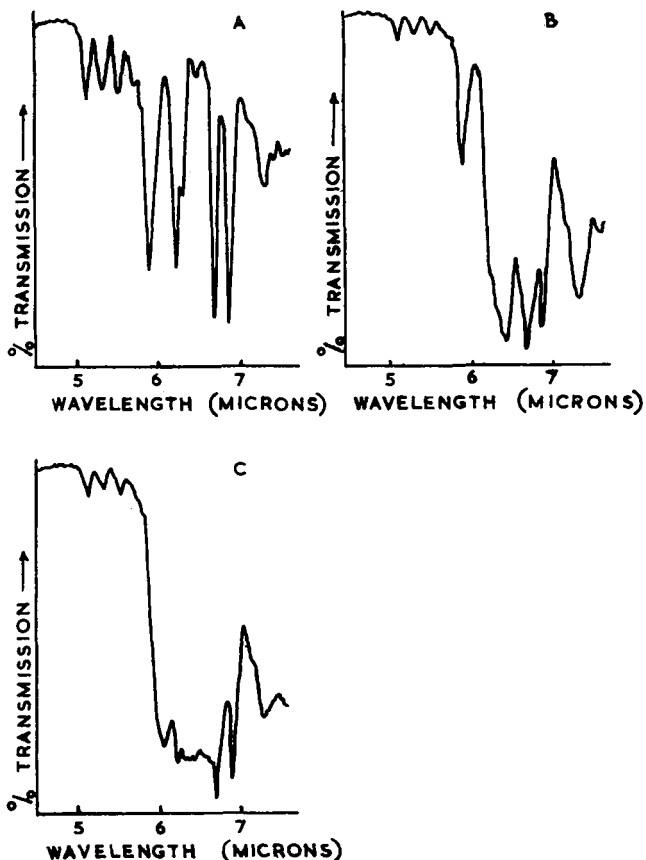 A
% TRANSMISSION →
5 6 7
WAVELENGTH (MICRONS)
B
% TRANSMISSION →
5 6 7
WAVELENGTH (MICRONS)
C
% TRANSMISSION →
5 6 7
WAVELENGTH (MICRONS)